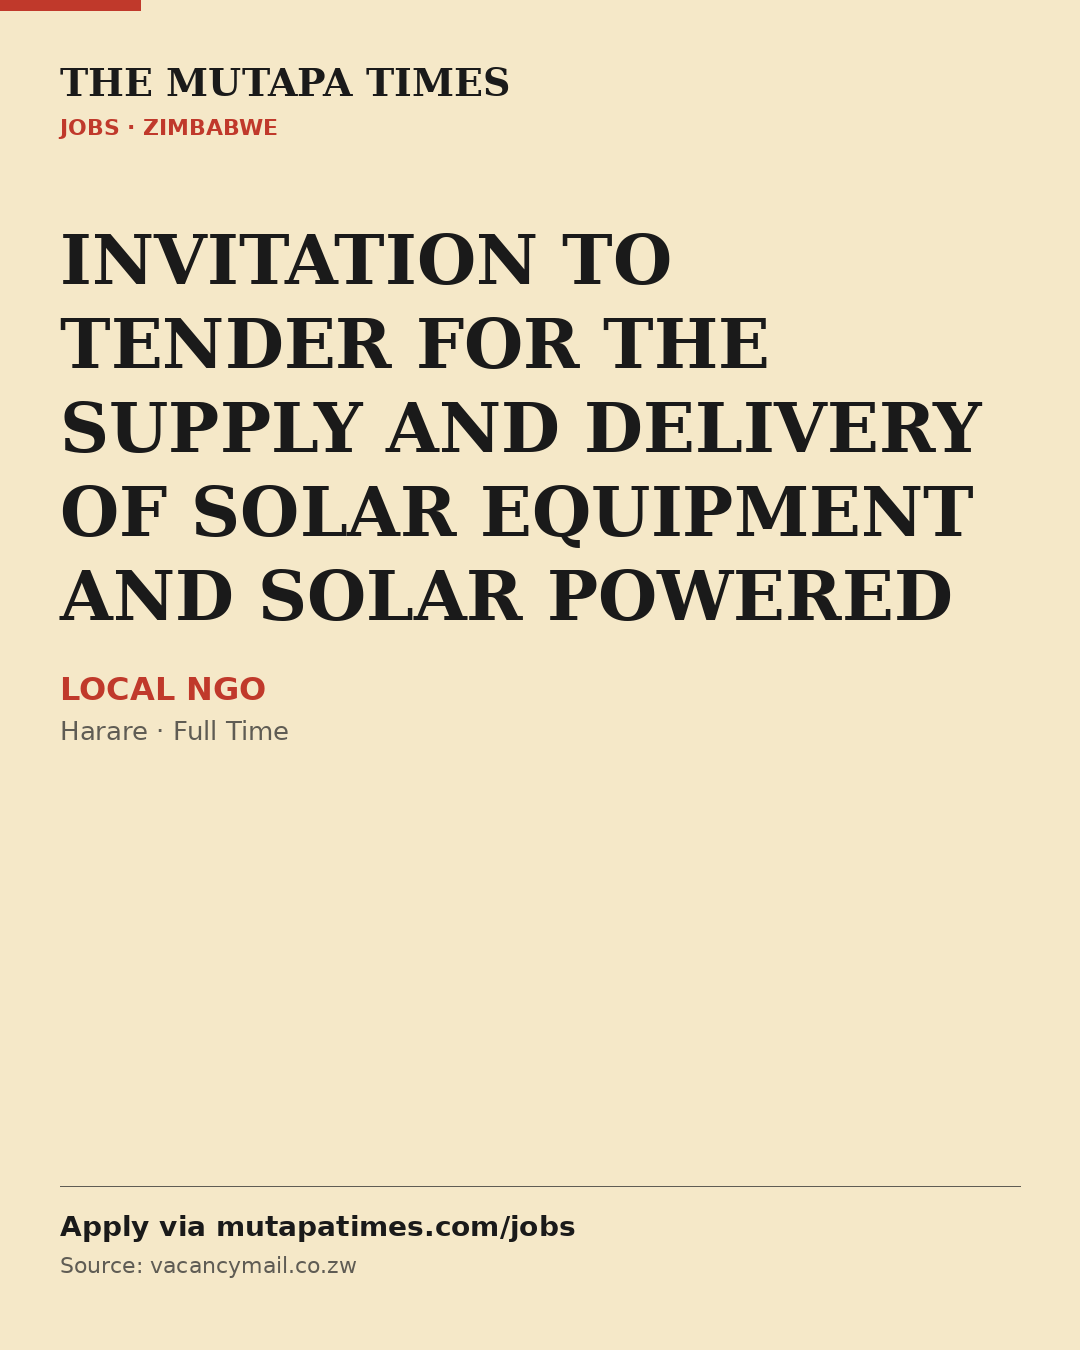 THE MUTAPA TIMES
JOBS · ZIMBABWE
INVITATION TO
TENDER FOR THE
SUPPLY AND DELIVERY
OF SOLAR EQUIPMENT
AND SOLAR POWERED
LOCAL NGO
Harare · Full Time
Apply via mutapatimes.com/jobs
Source: vacancymail.co.zw